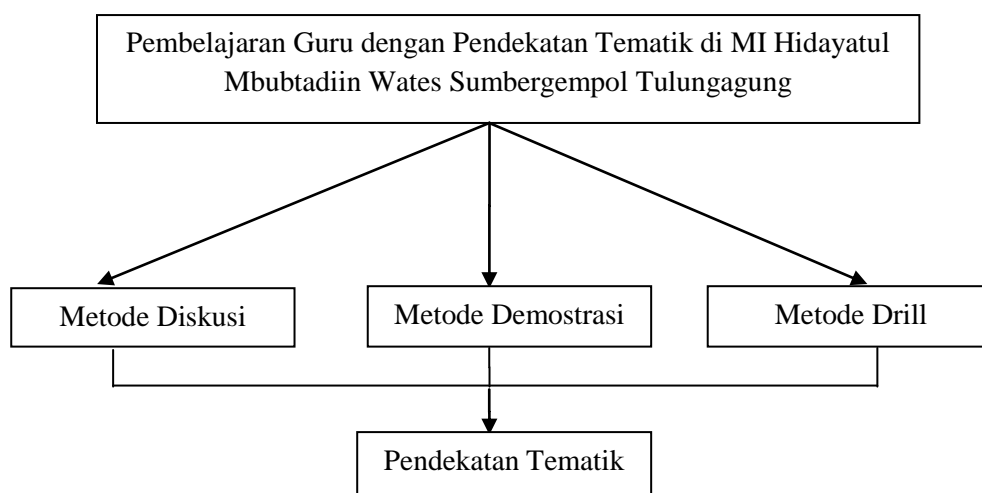 Pembelajaran Guru dengan Pendekatan Tematik di MI Hidayatul
Mbubtadiin Wates Sumbergempol Tulungagung
Metode Diskusi
Metode Demostrasi
Metode Drill
Pendekatan Tematik